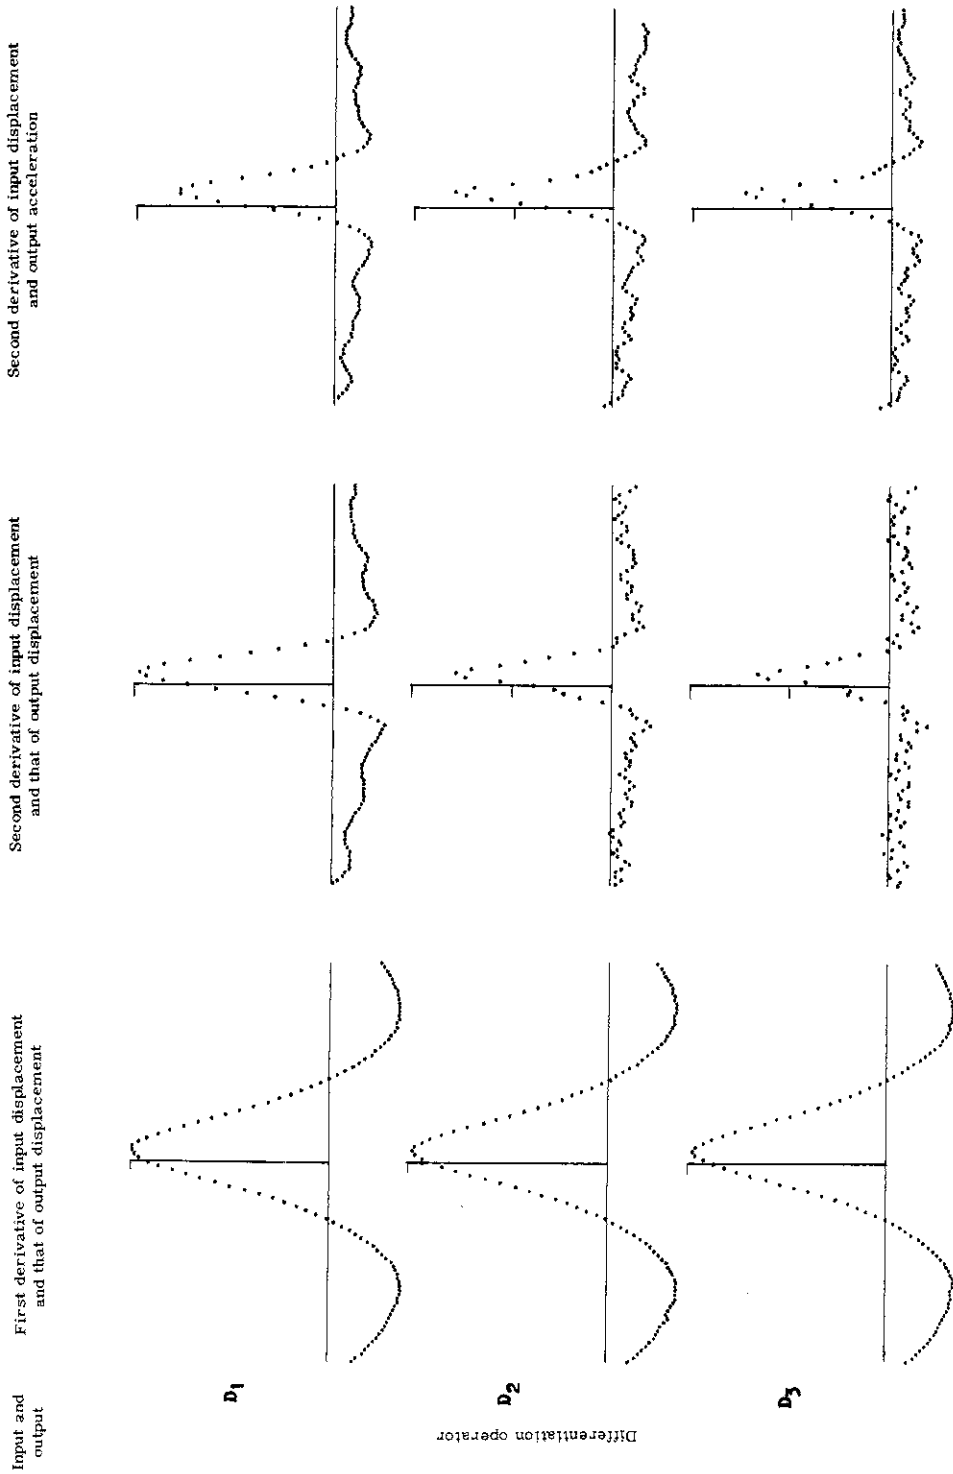 Input and
output
First derivative of input displacement
and that of output displacement
Second derivative of input displacement
and that of output displacement
Second derivative of input displacement
and output acceleration
Differentiation operator
D1
D2
D3